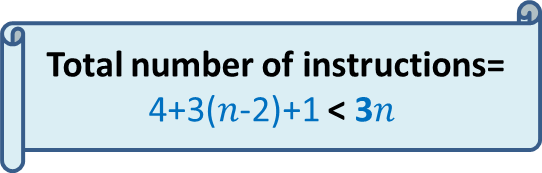 Total number of instructions=
4+3(n-2)+1 < 3n